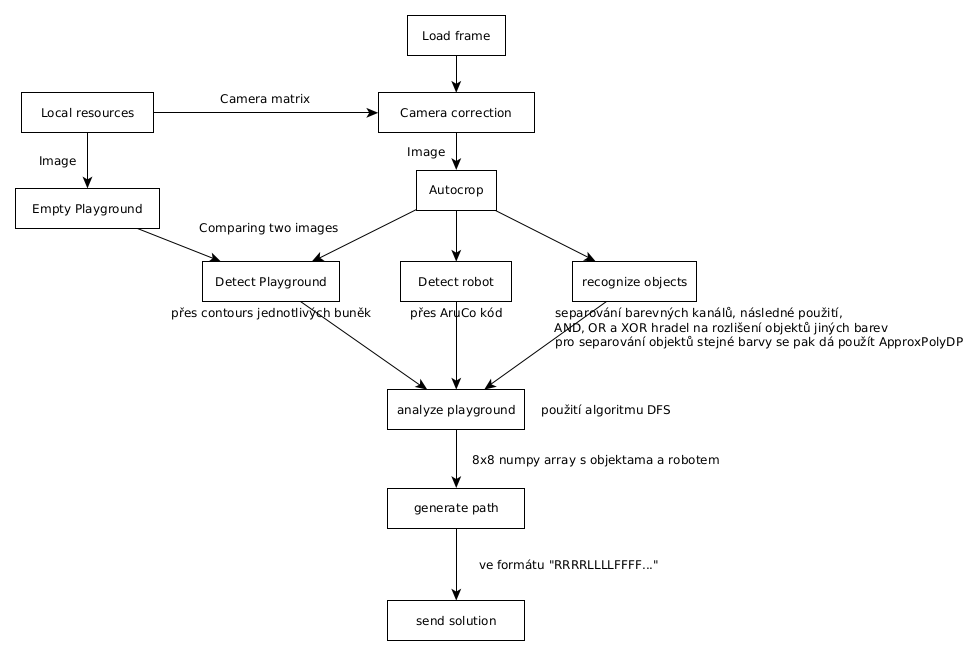 Load frame
Local resources
Camera matrix
Camera correction
Image
Image
Autocrop
Empty Playground
Comparing two images
Detect Playground
Detect robot
recognize objects
přes contours jednotlivých buněk
přes AruCo kód
separování barevných kanálů, následné použití,
AND, OR a XOR hradel na rozlišení objektů jiných barev
pro separování objektů stejné barvy se pak dá použít ApproxPolyDP
analyze playground
použití algoritmu DFS
8x8 numpy array s objektama a robotem
generate path
ve formátu "RRRRLLLLFFFF..."
send solution